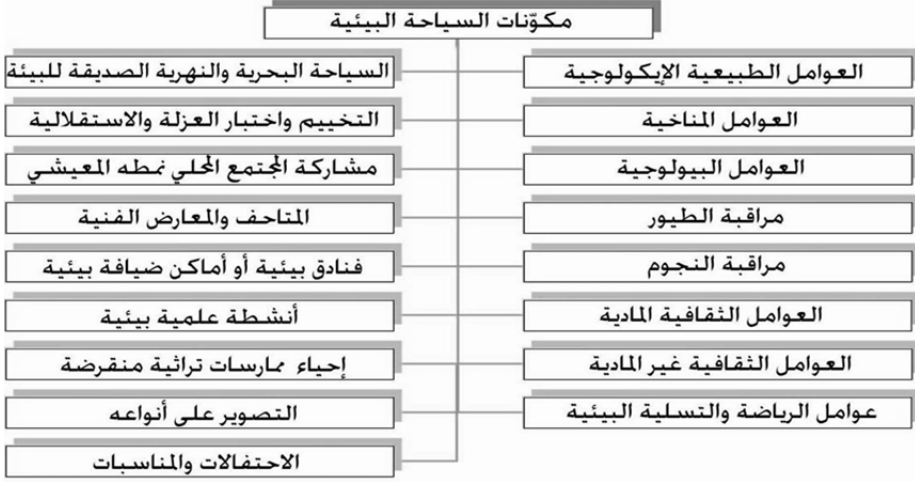 مكوّنات السياحة البيئية
العوامل الطبيعية الإيكولوجية
العوامل المناخية
العوامل البيولوجية
مراقبة الطيور
مراقبة النجوم
العوامل الثقافية المادية
العوامل الثقافية غير المادية
عوامل الرياضة والتسلية البيئية
السياحة البحرية والنهرية الصديقة للبيئة
التخييم واختبار العزلة والاستقلالية
مشاركة المجتمع المحلي نمطه المعيشي
المتاحف والمعارض الفنية
فنادق بيئية أو أماكن ضيافة بيئية
أنشطة علمية بيئية
إحياء ممارسات تراثية منقرضة
التصوير على أنواعه
الاحتفالات والمناسبات